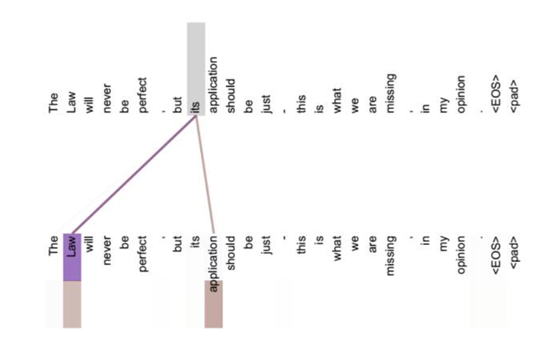 The Law will never be perfect , but its application should be just - this is what we are missing , in my opinion . <EOS> <pad>
The Law will never be perfect , but its application should be just - this is what we are missing , in my opinion . <EOS> <pad>